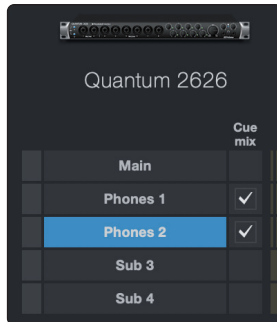 Quantum 2626
Cue
mix
Main
Phones 1
Phones 2
Sub 3
Sub 4